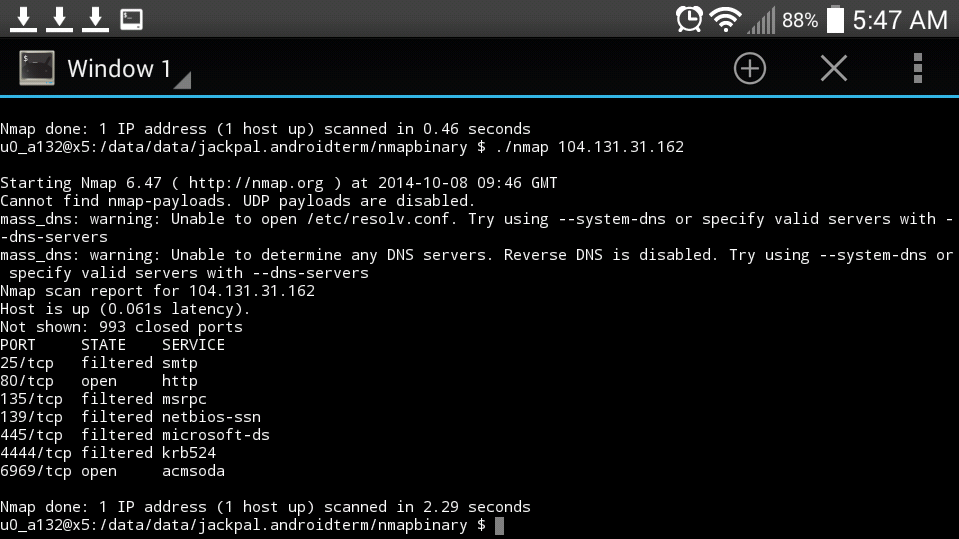 88% 5:47 AM
Window 1
Nmap done: 1 IP address (1 host up) scanned in 0.46 seconds
u0_a132@x5:/data/data/jackpal.androidterm/nmapbinary $ ./nmap 104.131.31.162
Starting Nmap 6.47 ( http://nmap.org ) at 2014-10-08 09:46 GMT
Cannot find nmap-payloads. UDP payloads are disabled.
mass_dns: warning: Unable to open /etc/resolv.conf. Try using --system-dns or specify valid servers with -
-dns-servers
mass_dns: warning: Unable to determine any DNS servers. Reverse DNS is disabled. Try using --system-dns or
 specify valid servers with --dns-servers
Nmap scan report for 104.131.31.162
Host is up (0.061s latency).
Not shown: 993 closed ports
PORT     STATE    SERVICE
25/tcp   filtered smtp
80/tcp   open     http
135/tcp  filtered msrpc
139/tcp  filtered netbios-ssn
445/tcp  filtered microsoft-ds
4444/tcp filtered krb524
6969/tcp open     acmsoda
Nmap done: 1 IP address (1 host up) scanned in 2.29 seconds
u0_a132@x5:/data/data/jackpal.androidterm/nmapbinary $